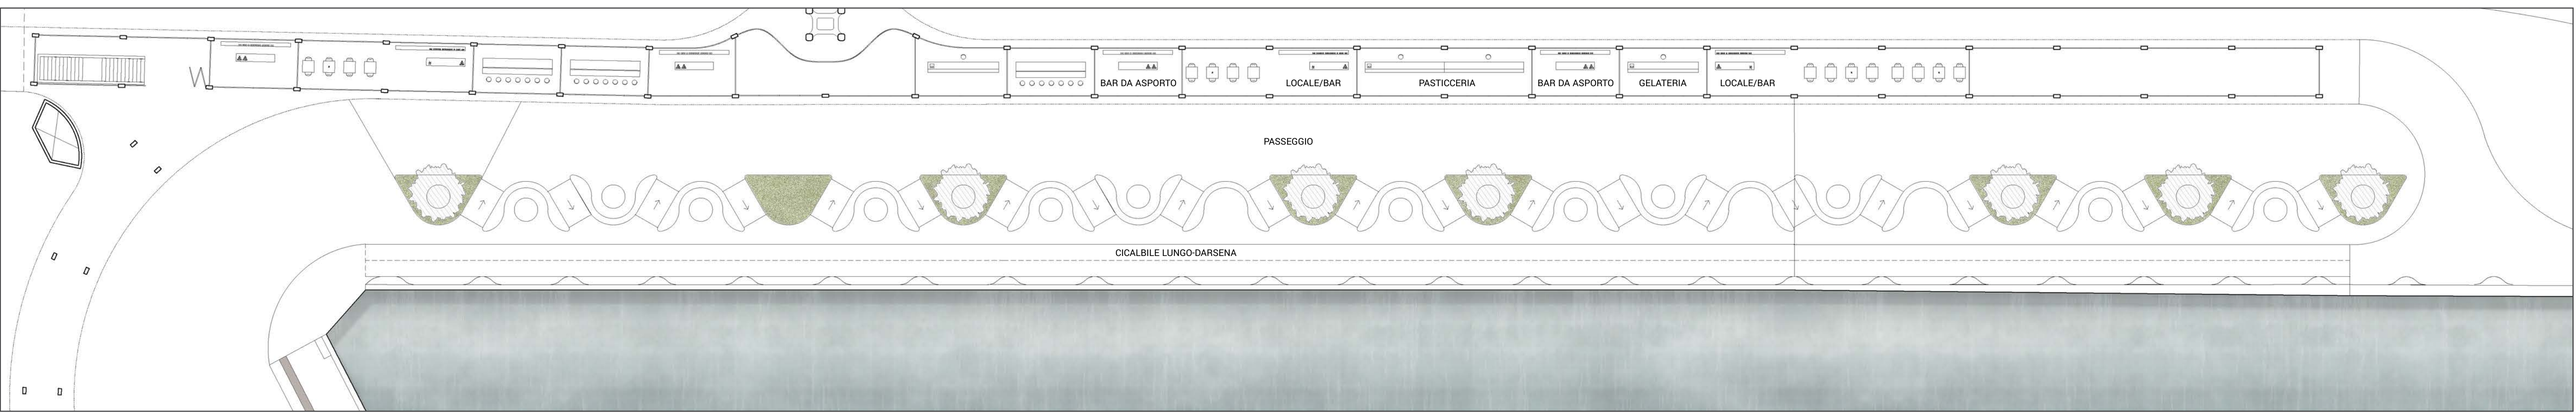 BAR DA ASPORTO
LOCALE/BAR
PASTICCERIA
BAR DA ASPORTO
GELATERIA
LOCALE/BAR
PASSEGGIO
CICALBILE LUNGO-DARSENA